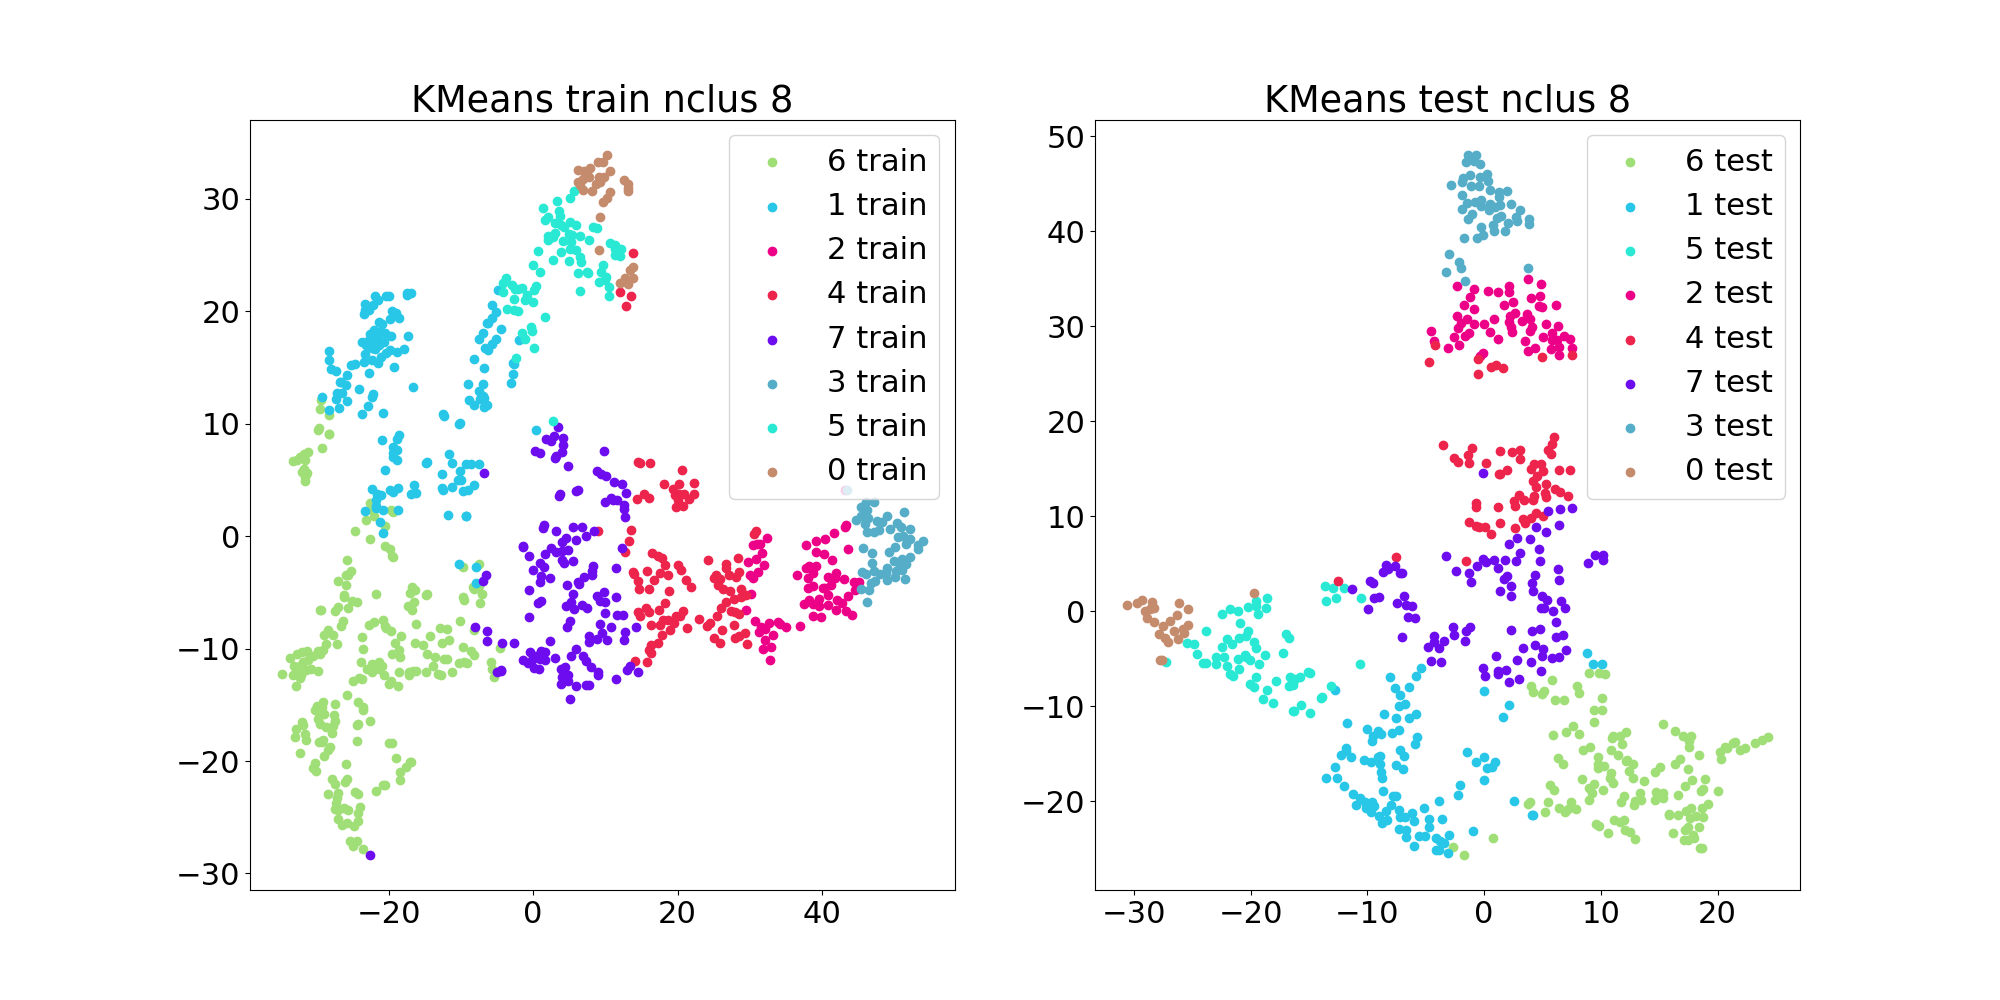 KMeans train nclus 8
30
20
10
0
−10
−20
−30
−20
0
20
40
6 train
1 train
2 train
4 train
7 train
3 train
5 train
0 train
KMeans test nclus 8
50
40
30
20
10
0
−10
−20
−30
−20
−10
0
10
20
6 test
1 test
5 test
2 test
4 test
7 test
3 test
0 test